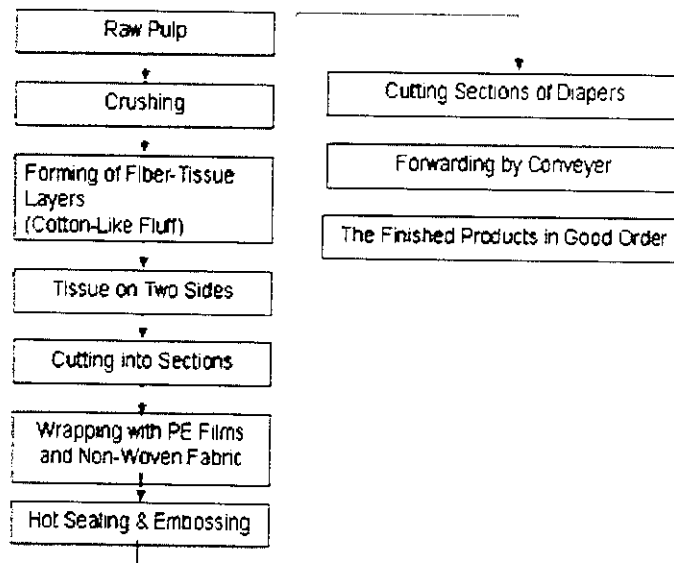 Raw Pulp
Crushing
Forming of Fiber-Tissue
Layers
(Cotton-Like Fluff)
Tissue on Two Sides
Cutting into Sections
Wrapping with PE Films
and Non-Woven Fabric
Hot Sealing & Embossing
Cutting Sections of Diapers
Forwarding by Conveyer
The Finished Products in Good Order